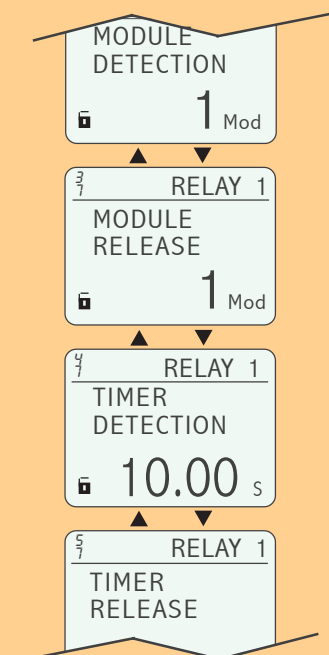 MODULE
DETECTION
1 Mod
3/7 RELAY 1
MODULE
RELEASE
1 Mod
4/7 RELAY 1
TIMER
DETECTION
10.00 S
5/7 RELAY 1
TIMER
RELEASE